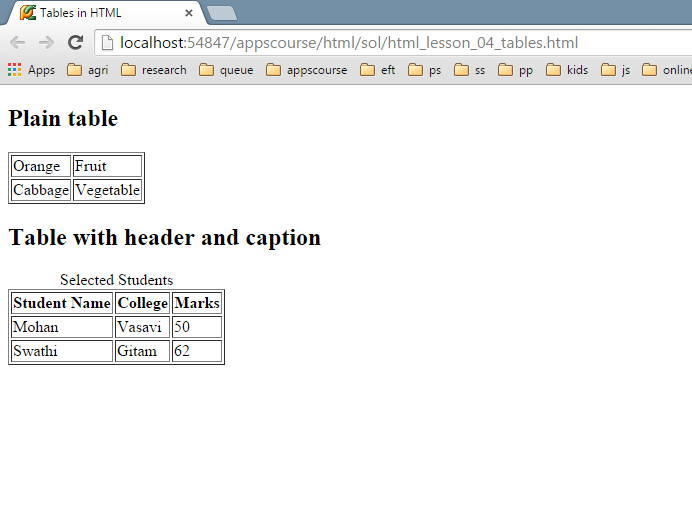 Tables in HTML
localhost:54847/appscourse/html/sol/html_lesson_04_tables.html
Apps agri research queue appscourse eft ps ss pp kids js online
Plain table
Orange Fruit
Cabbage Vegetable
Table with header and caption
Selected Students
Student Name College Marks
Mohan Vasavi 50
Swathi Gitam 62